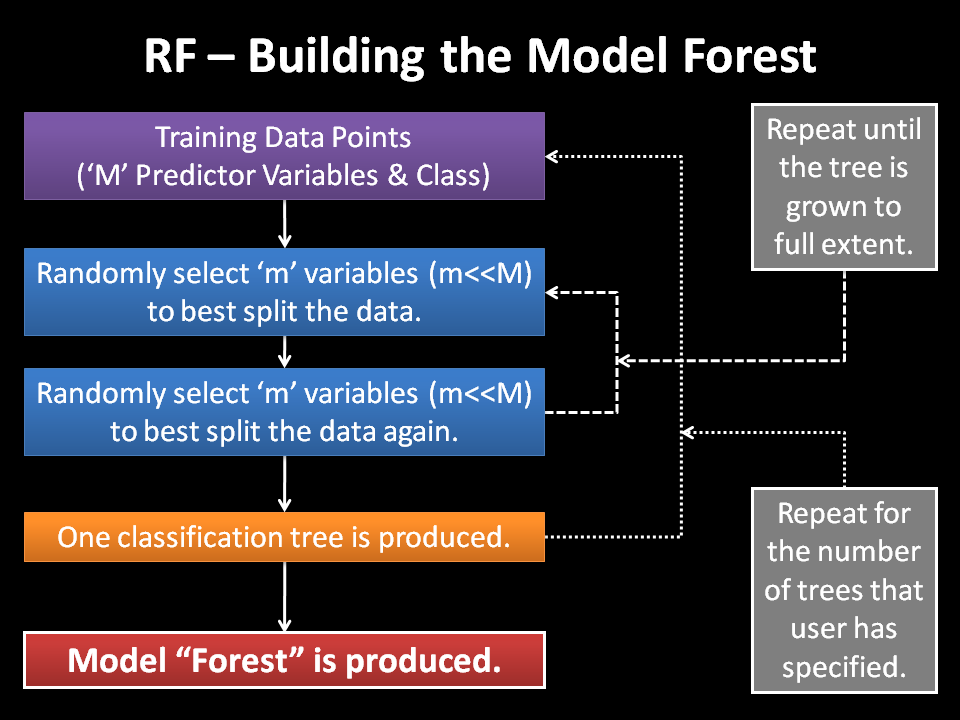 RF – Building the Model Forest
Training Data Points
(‘M’ Predictor Variables & Class)
Randomly select ‘m’ variables (m<<M)
to best split the data.
Randomly select ‘m’ variables (m<<M)
to best split the data again.
One classification tree is produced.
Model “Forest” is produced.
Repeat until
the tree is
grown to
full extent.
Repeat for
the number
of trees that
user has
specified.